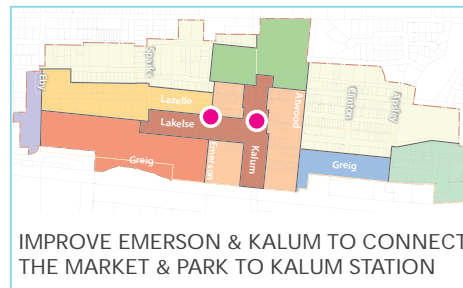 Sparks
Eby
Lazelle
Lakelse
Greig
Emerson
Kalum
Atwood
Clinton
Apsley
Greig
IMPROVE EMERSON & KALUM TO CONNECT
THE MARKET & PARK TO KALUM STATION